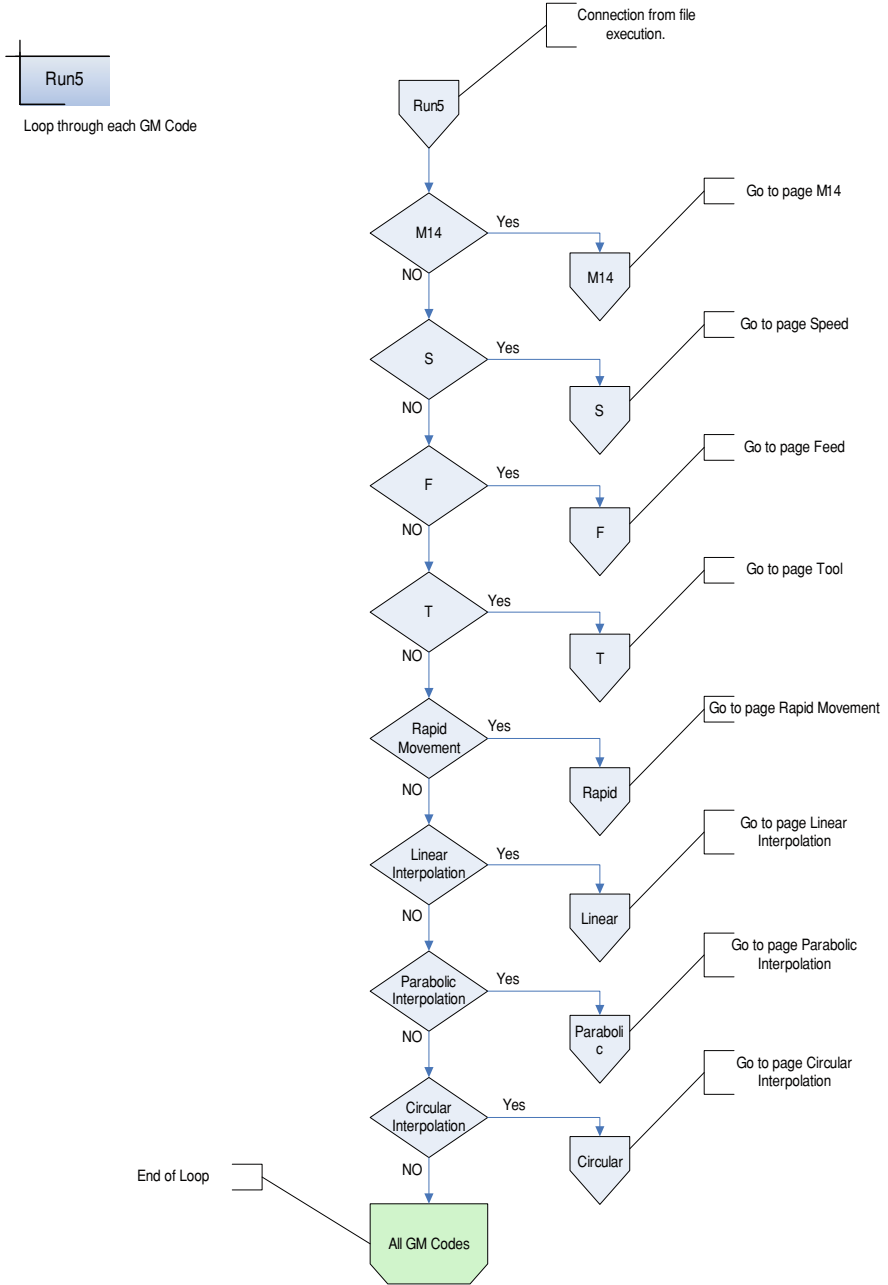 Connection from file
execution.
Run5
Loop through each GM Code
Run5
M14
Yes
NO
M14
Go to page M14
S
Yes
NO
S
Go to page Speed
F
Yes
NO
F
Go to page Feed
T
Yes
NO
T
Go to page Tool
Rapid
Movement
Yes
NO
Rapid
Go to page Rapid Movement
Linear
Interpolation
Yes
NO
Linear
Go to page Linear
Interpolation
Parabolic
Interpolation
Yes
NO
Paraboli
c
Go to page Parabolic
Interpolation
Circular
Interpolation
Yes
NO
Circular
Go to page Circular
Interpolation
End of Loop
All GM Codes